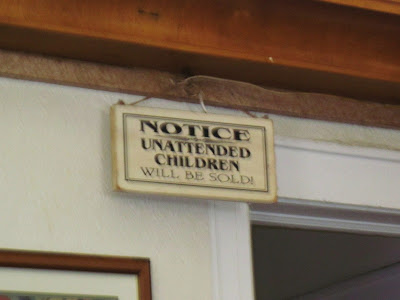 NOTICE
UNATTENDED
CHILDREN
WILL BE SOLD!